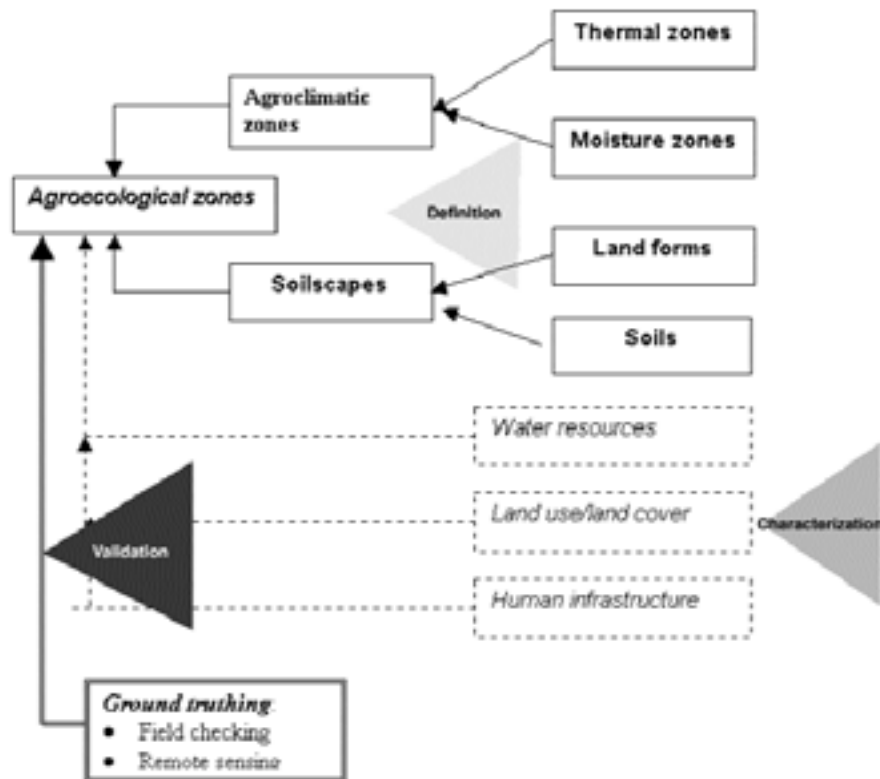 Thermal zones
Agroclimatic
zones
Moisture zones
Agroecological zones
Definition
Land forms
Soilscapes
Soils
Water resources
Land use/land cover
Characterization
Validation
Human infrastructure
Ground truthing:
• Field checking
• Remote sensing